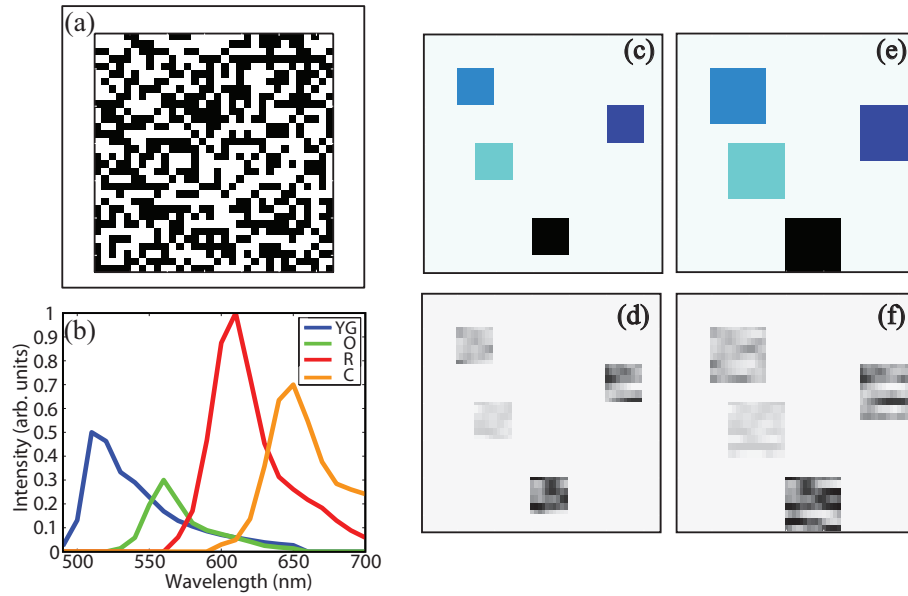 (a)
(b)
1
0.9
0.8
0.7
0.6
0.5
0.4
0.3
0.2
0.1
0
Intensity (arb. units)
500 550 600 650 700
Wavelength (nm)
YG
O
R
C
(c)
(e)
(d)
(f)